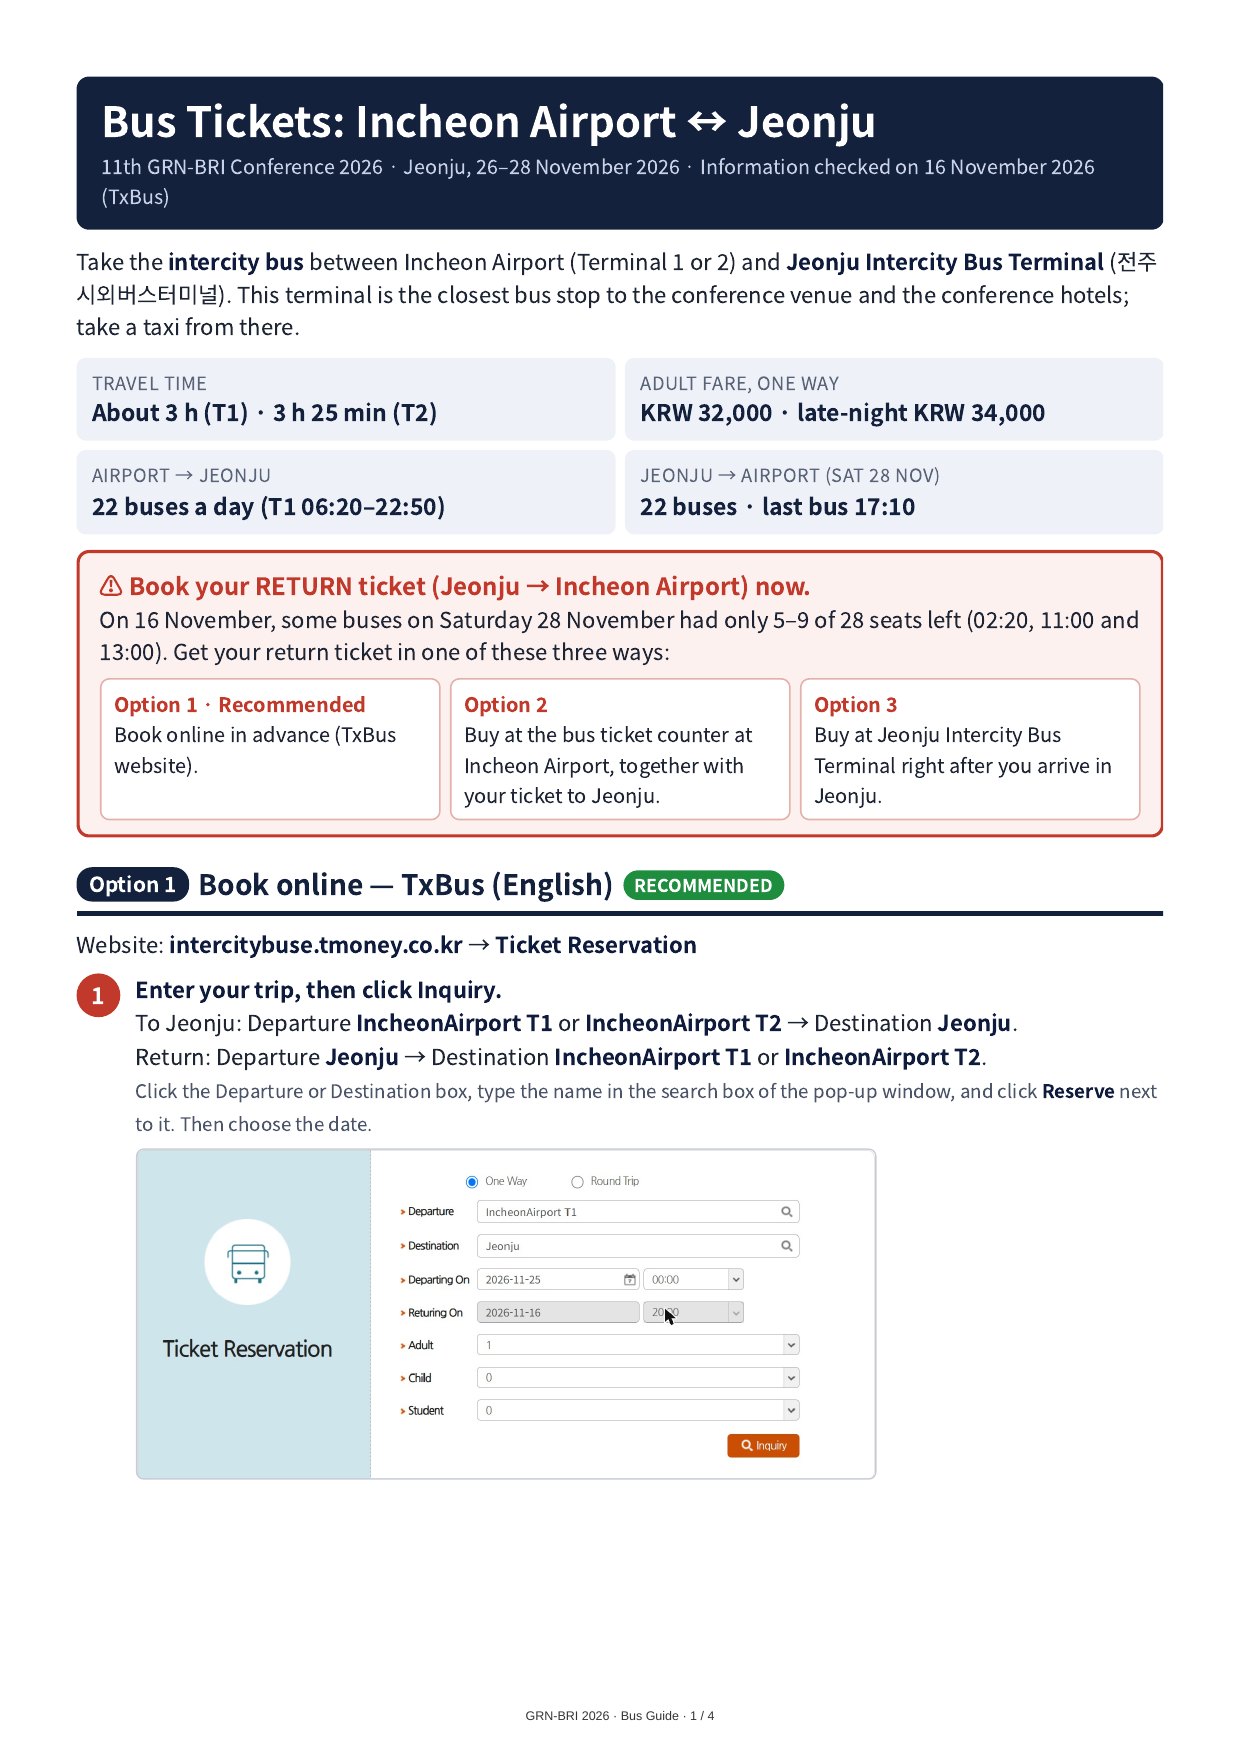 Bus Tickets: Incheon Airport ↔ Jeonju
11th GRN-BRI Conference 2026 · Jeonju, 26–28 November 2026 · Information checked on 16 November 2026
(TxBus)
Take the intercity bus between Incheon Airport (Terminal 1 or 2) and Jeonju Intercity Bus Terminal (전주
시외버스터미널). This terminal is the closest bus stop to the conference venue and the conference hotels;
take a taxi from there.
TRAVEL TIME
About 3 h (T1) · 3 h 25 min (T2)
ADULT FARE, ONE WAY
KRW 32,000 · late-night KRW 34,000
AIRPORT → JEONJU
22 buses a day (T1 06:20–22:50)
JEONJU → AIRPORT (SAT 28 NOV)
22 buses · last bus 17:10
⚠ Book your RETURN ticket (Jeonju → Incheon Airport) now.
On 16 November, some buses on Saturday 28 November had only 5–9 of 28 seats left (02:20, 11:00 and
13:00). Get your return ticket in one of these three ways:
Option 1 · Recommended
Book online in advance (TxBus
website).
Option 2
Buy at the bus ticket counter at
Incheon Airport, together with
your ticket to Jeonju.
Option 3
Buy at Jeonju Intercity Bus
Terminal right after you arrive in
Jeonju.
Option 1 Book online — TxBus (English) RECOMMENDED
Website: intercitybuse.tmoney.co.kr → Ticket Reservation
1 Enter your trip, then click Inquiry.
To Jeonju: Departure IncheonAirport T1 or IncheonAirport T2 → Destination Jeonju.
Return: Departure Jeonju → Destination IncheonAirport T1 or IncheonAirport T2.
Click the Departure or Destination box, type the name in the search box of the pop-up window, and click Reserve next
to it. Then choose the date.
Ticket Reservation
One Way Round Trip
Departure IncheonAirport T1
Destination Jeonju
Departing On 2026-11-25 00:00
Returing On 2026-11-16
Adult 1
Child 0
Student 0
Inquiry
GRN-BRI 2026 · Bus Guide · 1 / 4